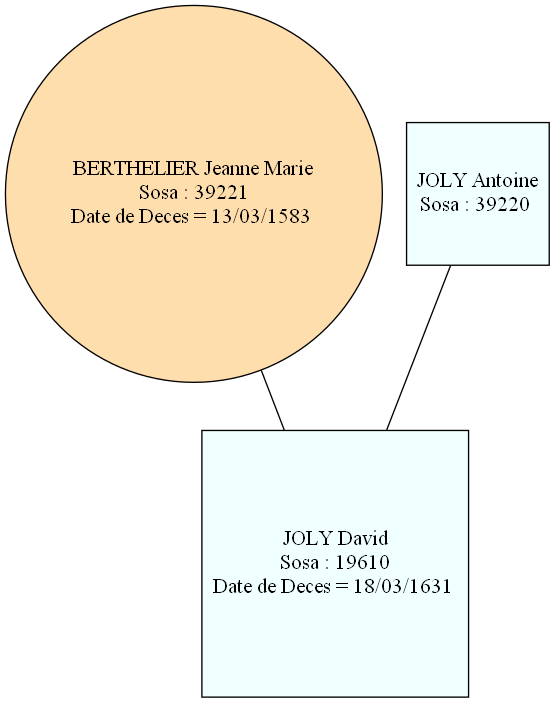 BERTHELIER Jeanne Marie
Sosa : 39221
Date de Deces = 13/03/1583
JOLY Antoine
Sosa : 39220
JOLY David
Sosa : 19610
Date de Deces = 18/03/1631